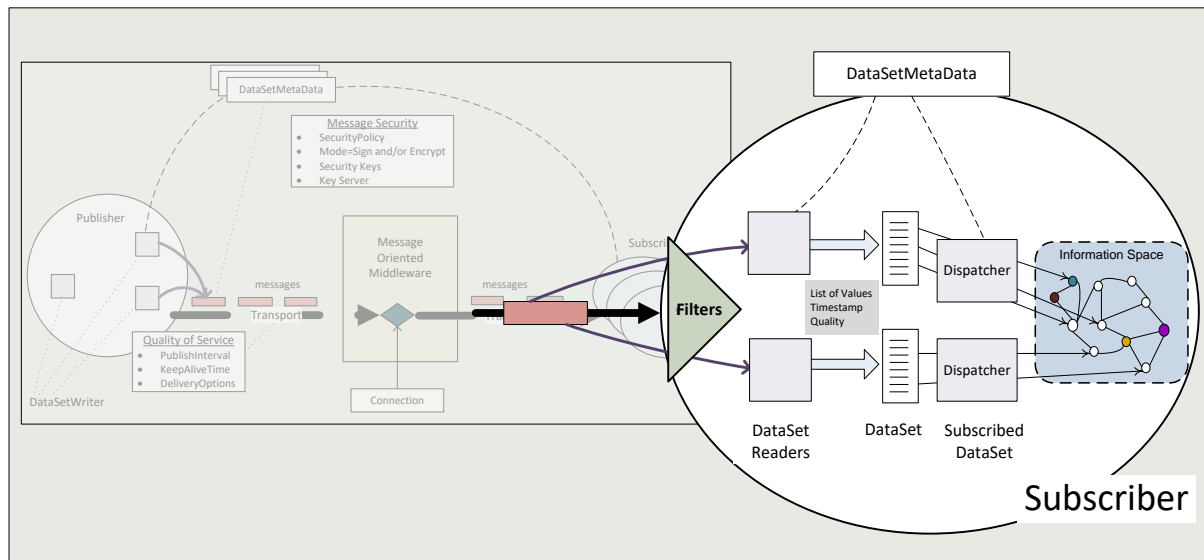 DataSetMetaData
Message Security
• SecurityPolicy
• Mode=Sign and/or Encrypt
• Security Keys
• Key Server
Publisher
messages
Transport
Quality of Service
• PublishInterval
• KeepAliveTime
• DeliveryOptions
DataSetWriter
Message
Oriented
Middleware
Connection
messages
DataSetMetaData
Filters
List of Values
Timestamp
Quality
Dispatcher
Dispatcher
Information Space
DataSet
Readers
DataSet
Subscribed
DataSet
Subscriber